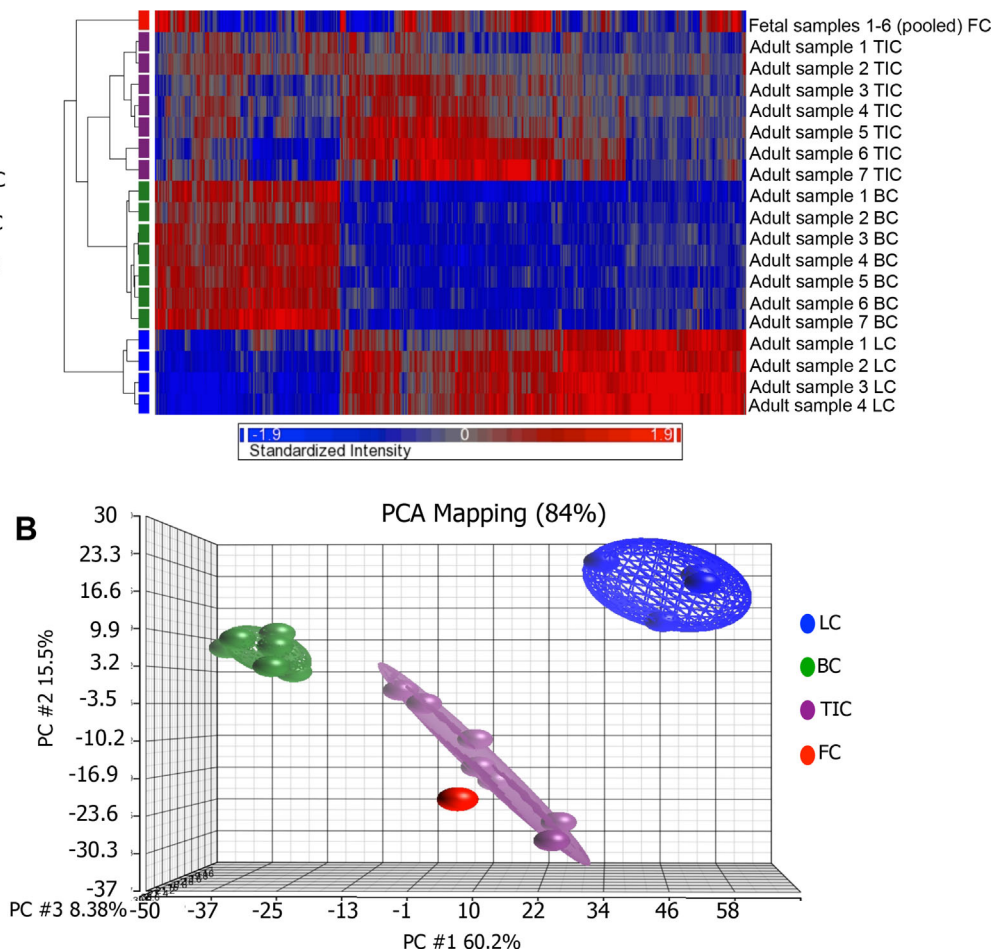 Fetal samples 1-6 (pooled) FC
Adult sample 1 TIC
Adult sample 2 TIC
Adult sample 3 TIC
Adult sample 4 TIC
Adult sample 5 TIC
Adult sample 6 TIC
Adult sample 7 TIC
Adult sample 1 BC
Adult sample 2 BC
Adult sample 3 BC
Adult sample 4 BC
Adult sample 5 BC
Adult sample 6 BC
Adult sample 7 BC
Adult sample 1 LC
Adult sample 2 LC
Adult sample 3 LC
Adult sample 4 LC
-1.9 0 1.9
Standardized Intensity
B
PCA Mapping (84%)
30
23.3
16.6
9.9
3.2
-3.5
-10.2
-16.9
-23.6
-30.3
-37
PC #2 15.5%
LC
BC
TIC
FC
PC #3 8.38%
-50 -37 -25 -13 -1 10 22 34 46 58
PC #1 60.2%